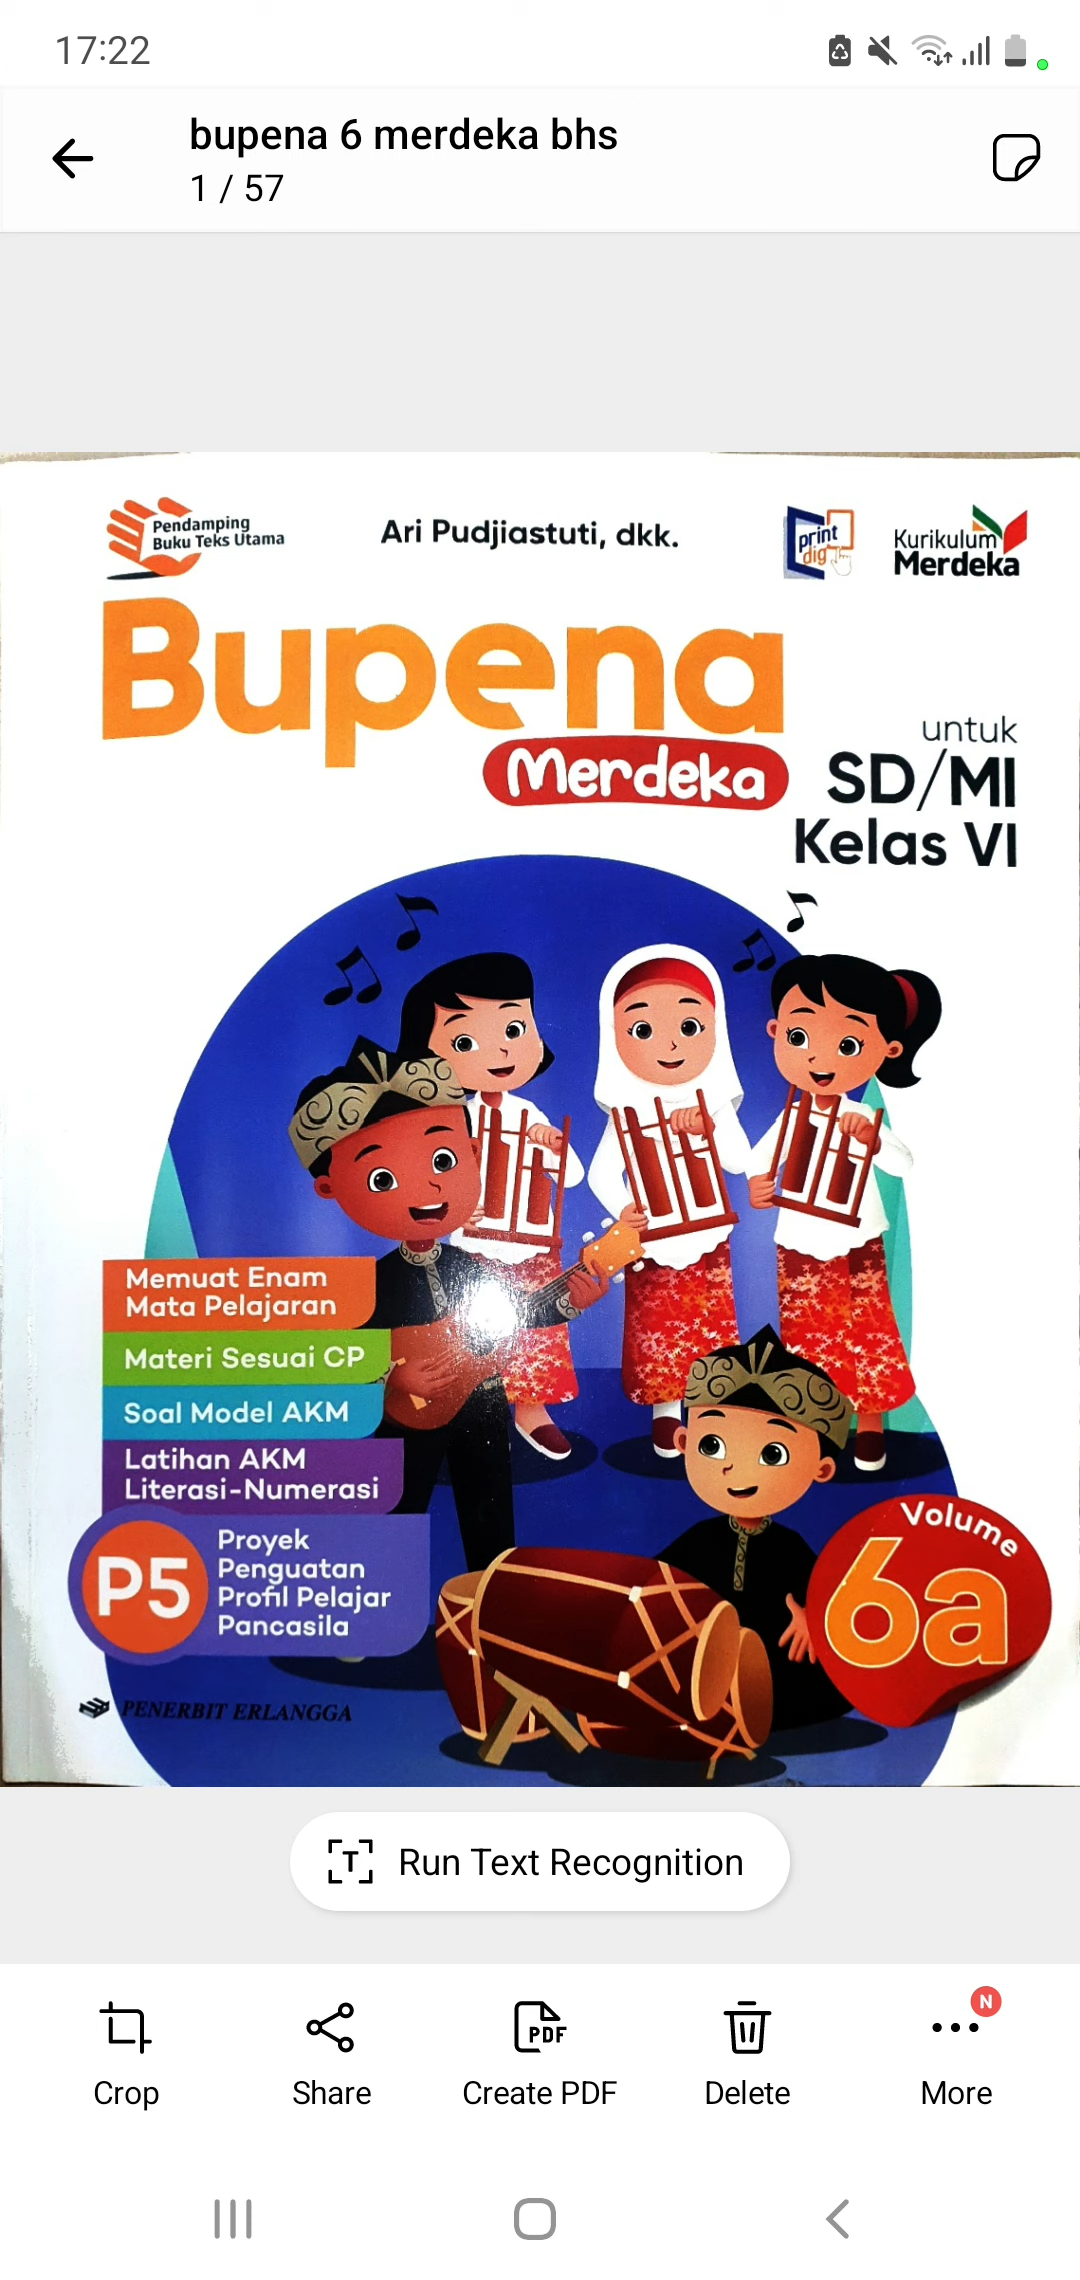 17:22
bupena 6 merdeka bhs
1 / 57
Pendamping
Buku Teks Utama
Ari Pudjiastuti, dkk.
print
dig
Kurikulum
Merdeka
Bupena
Merdeka
untuk
SD/MI
Kelas VI
Memuat Enam
Mata Pelajaran
Materi Sesuai CP
Soal Model AKM
Latihan AKM
Literasi-Numerasi
P5
Proyek
Penguatan
Profil Pelajar
Pancasila
Volume
6a
PENERBIT ERLANGGA
T
Run Text Recognition
PDF
N
Crop
Share
Create PDF
Delete
More